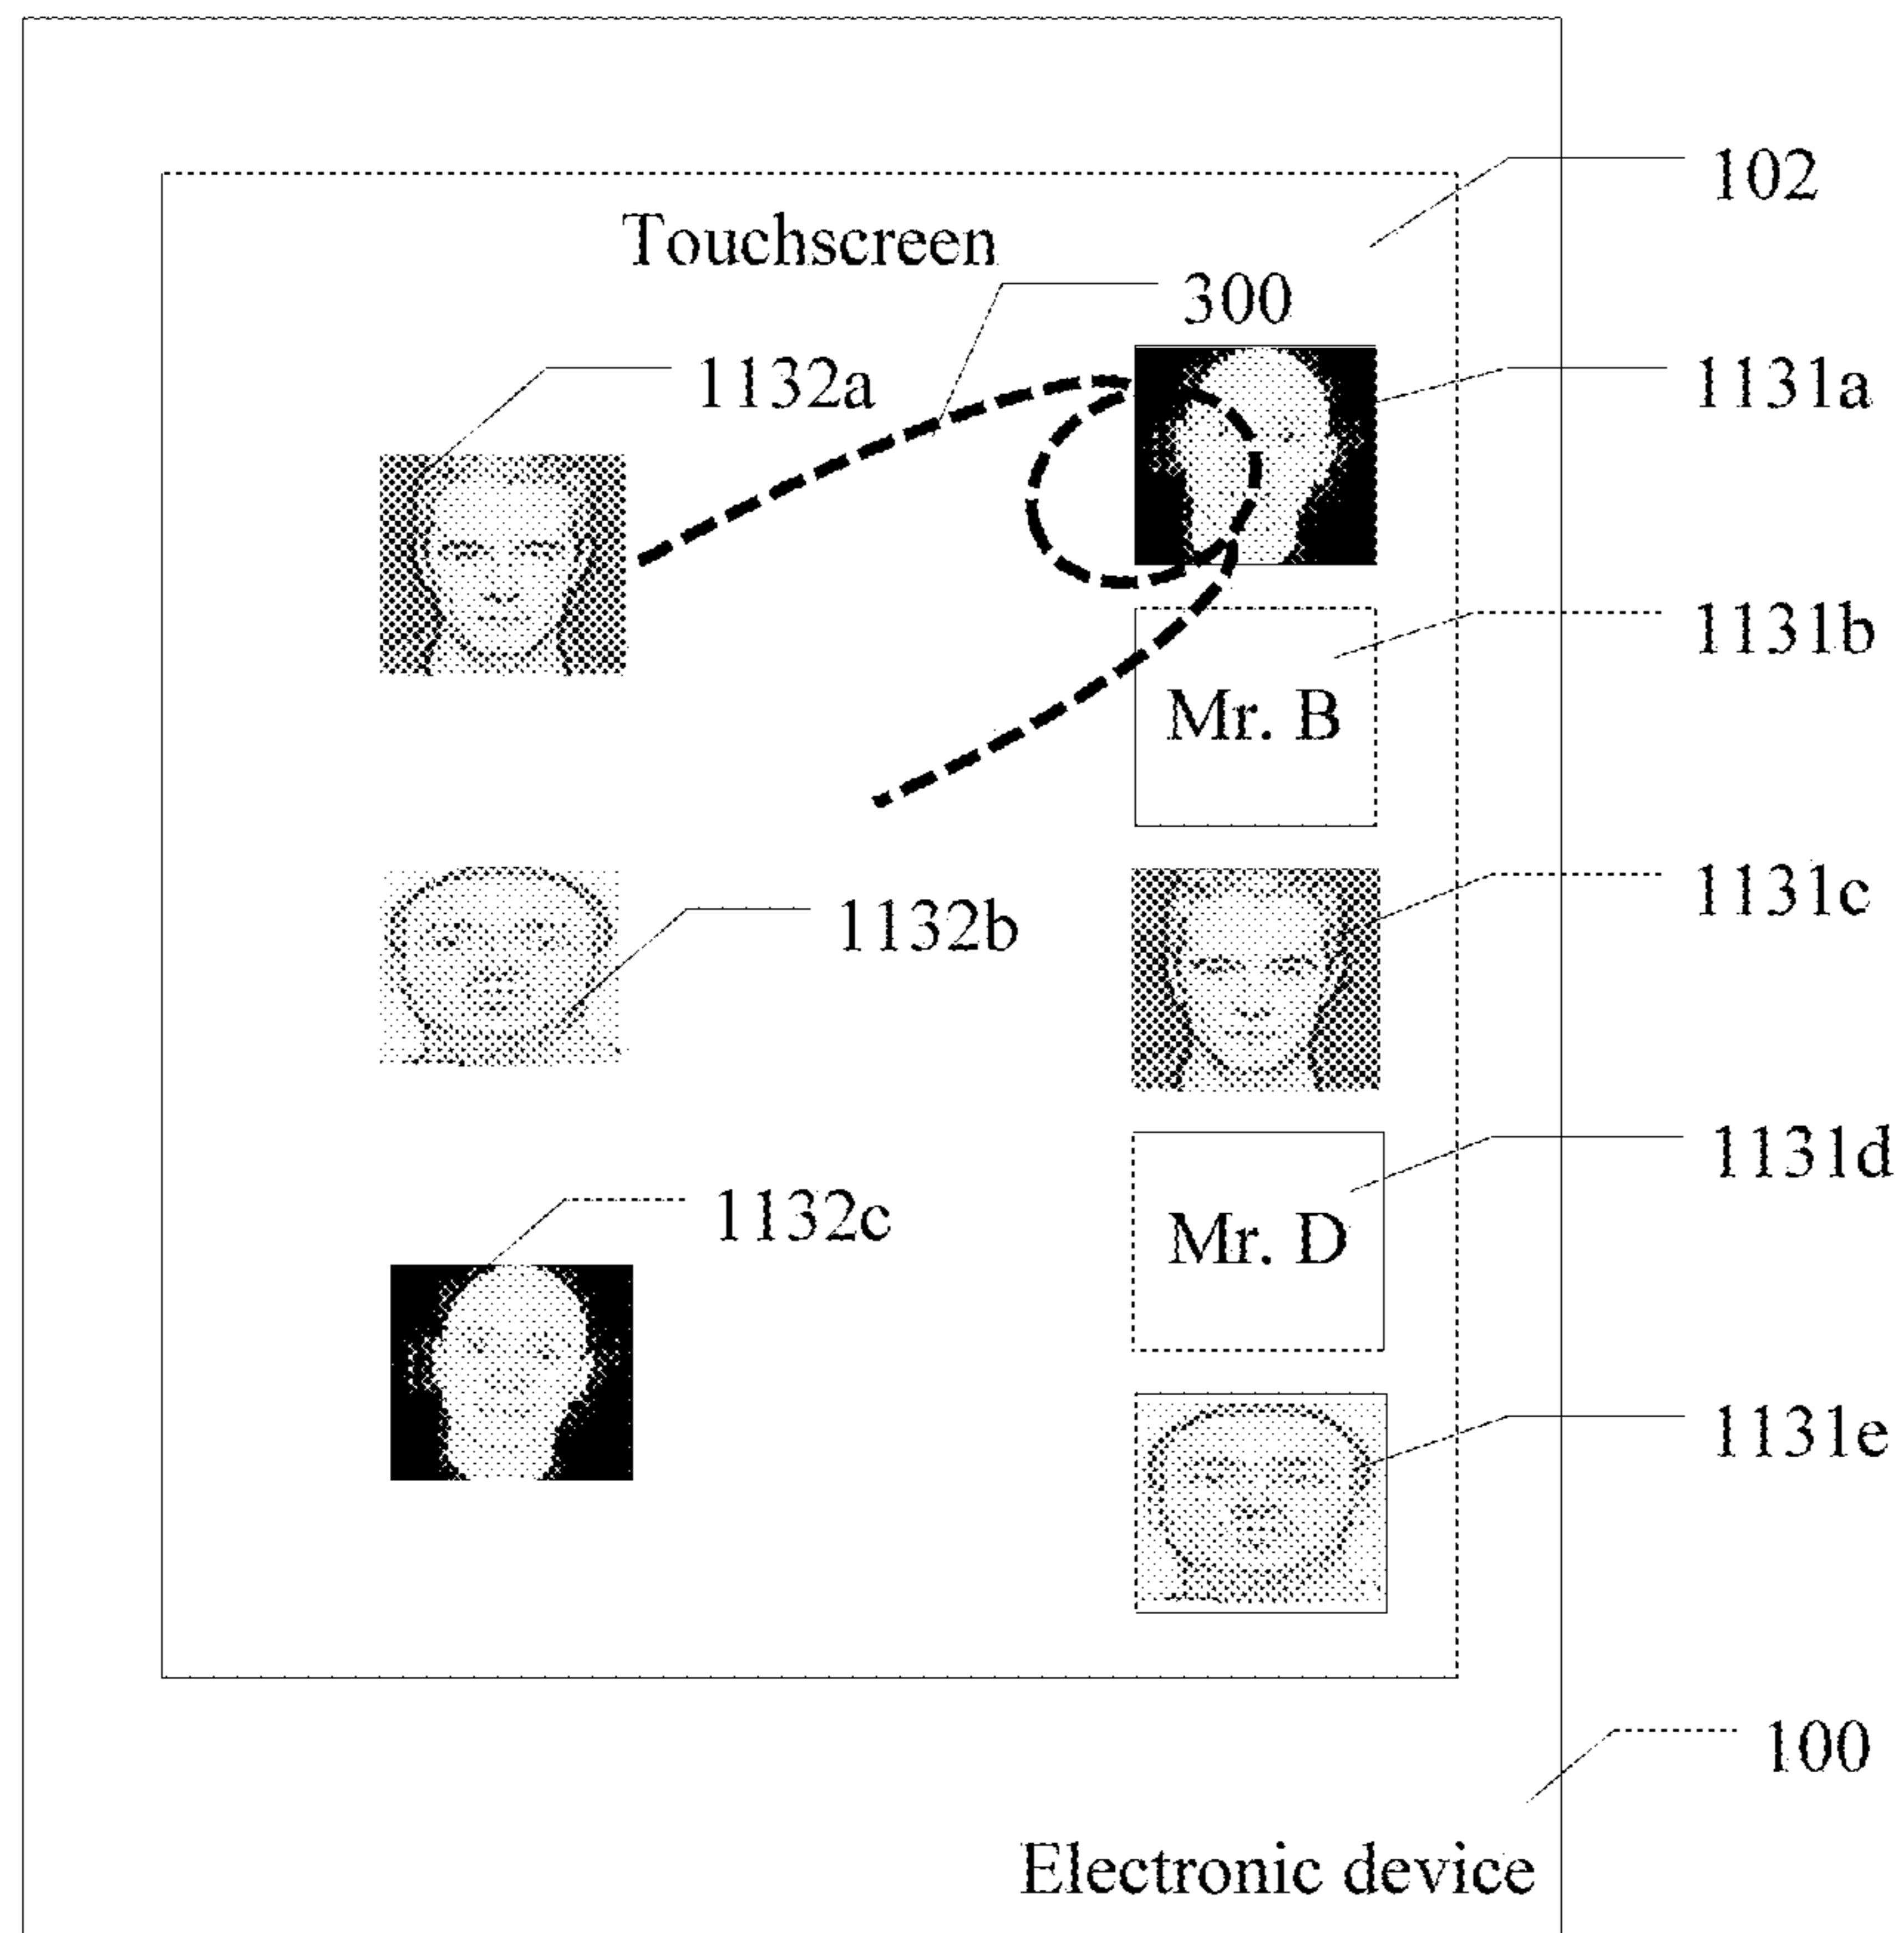 102
Touchscreen
300
1132a
1131a
1131b
Mr. B
1131c
1132b
1131d
1132c
Mr. D
1131e
100
Electronic device